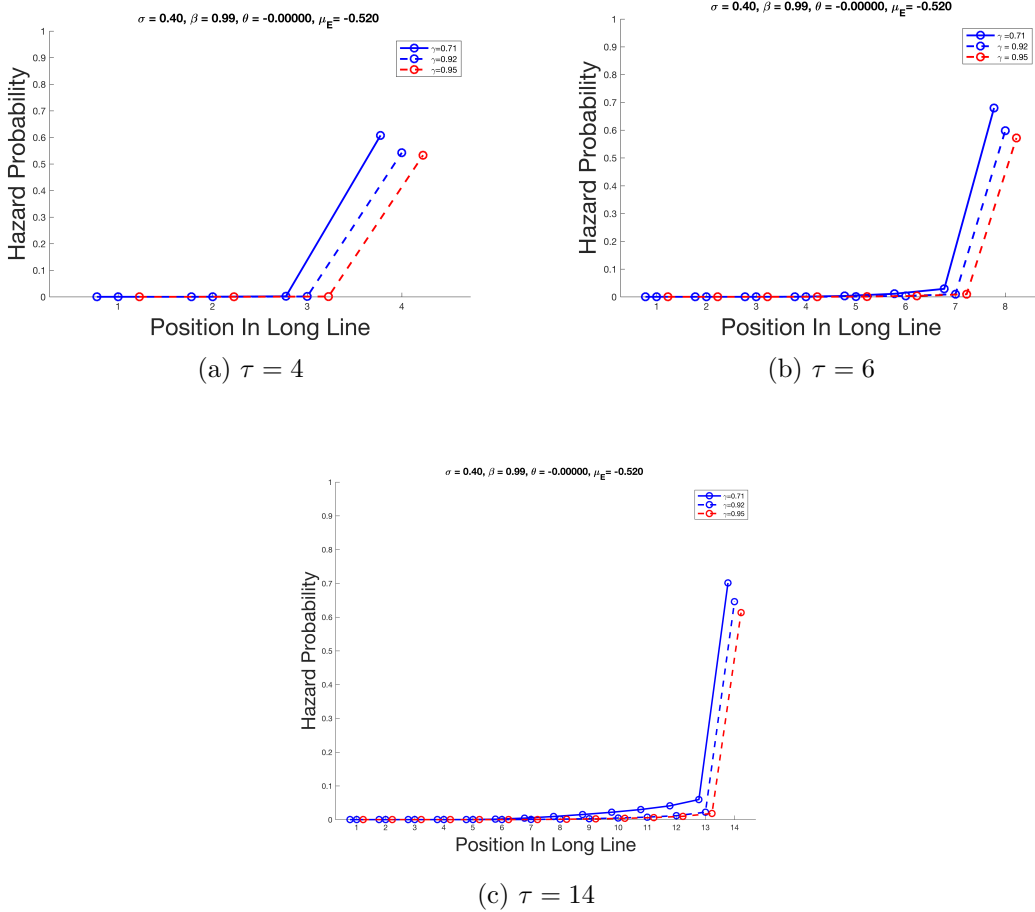 σ = 0.40, β = 0.99, θ = -0.00000, μE= -0.520
1
0.9
0.8
0.7
0.6
0.5
0.4
0.3
0.2
0.1
0
Hazard Probability
γ=0.71
γ=0.92
γ=0.95
1 2 3 4
Position In Long Line
(a) τ = 4
σ = 0.40, β = 0.99, θ = -0.00000, μE= -0.520
1
0.9
0.8
0.7
0.6
0.5
0.4
0.3
0.2
0.1
0
Hazard Probability
γ=0.71
γ = 0.92
γ = 0.95
1 2 3 4 5 6 7 8
Position In Long Line
(b) τ = 6
σ = 0.40, β = 0.99, θ = -0.00000, μE= -0.520
1
0.9
0.8
0.7
0.6
0.5
0.4
0.3
0.2
0.1
0
Hazard Probability
γ=0.71
γ=0.92
γ=0.95
1 2 3 4 5 6 7 8 9 10 11 12 13 14
Position In Long Line
(c) τ = 14